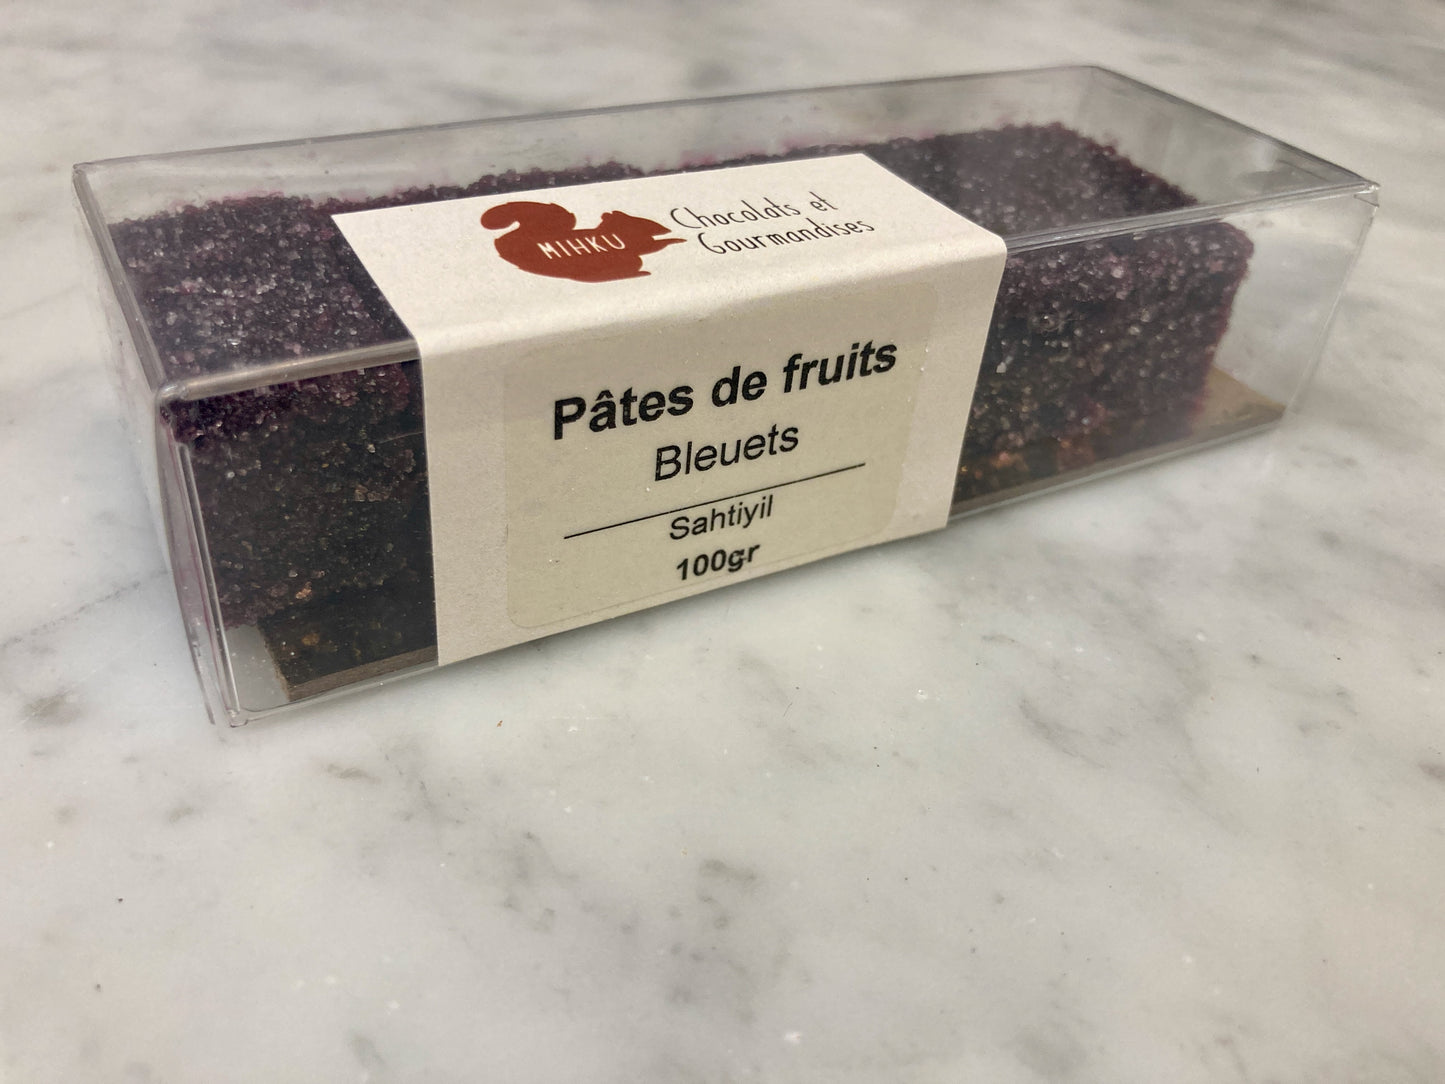 MIHKU
Chocolats et
Gourmandises
Pâtes de fruits
Bleuets
Sahtiyil
100gr